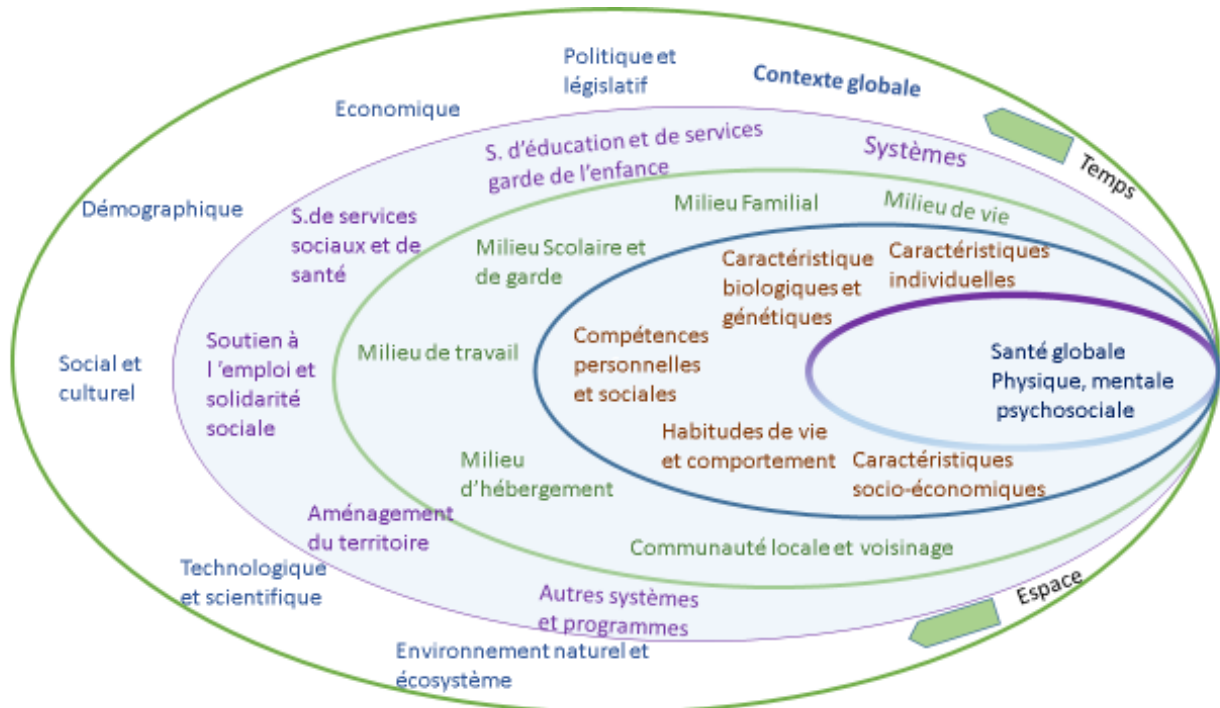 Politique et
législatif
Contexte globale
Economique
Temps
S. d'éducation et de services
garde de l'enfance
Systèmes
Démographique
S.de services
sociaux et de
santé
Milieu Familial
Milieu de vie
Milieu Scolaire et
de garde
Caractéristique
biologiques et
génétiques
Caractéristiques
individuelles
Social et
culturel
Soutien à
l 'emploi et
solidarité
sociale
Milieu de travail
Compétences
personnelles
et sociales
Santé globale
Physique, mentale
psychosociale
Habitudes de vie
et comportement
Caractéristiques
socio-économiques
Milieu
d'hébergement
Aménagement
du territoire
Communauté locale et voisinage
Technologique
et scientifique
Autres systèmes
et programmes
Espace
Environnement naturel et
écosystème